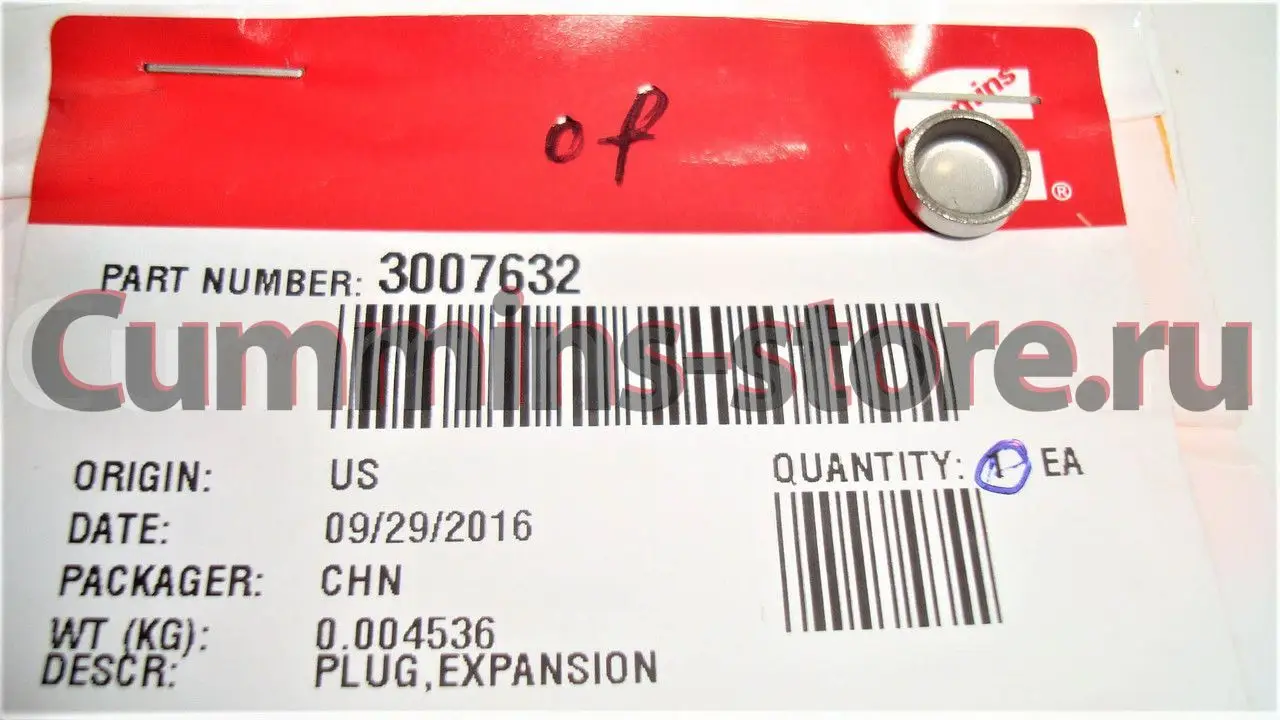 of
Cummins
®
PART NUMBER: 3007632
Cummins-store.ru
ORIGIN: US
QUANTITY: 1 EA
DATE: 09/29/2016
PACKAGER: CHN
WT (KG): 0.004536
DESCR: PLUG,EXPANSION